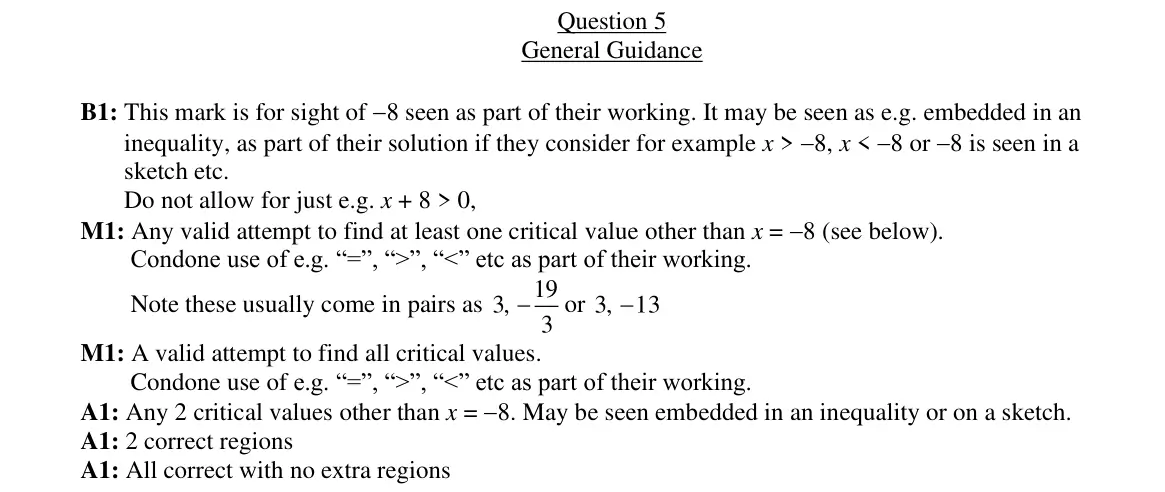 Question 5
General Guidance
B1: This mark is for sight of –8 seen as part of their working. It may be seen as e.g. embedded in an
inequality, as part of their solution if they consider for example x > –8, x < –8 or –8 is seen in a
sketch etc.
Do not allow for just e.g. x + 8 > 0,
M1: Any valid attempt to find at least one critical value other than x = –8 (see below).
Condone use of e.g. “=”, “>”, “<” etc as part of their working.
Note these usually come in pairs as 3, –19/3 or 3, –13
M1: A valid attempt to find all critical values.
Condone use of e.g. “=”, “>”, “<” etc as part of their working.
A1: Any 2 critical values other than x = –8. May be seen embedded in an inequality or on a sketch.
A1: 2 correct regions
A1: All correct with no extra regions